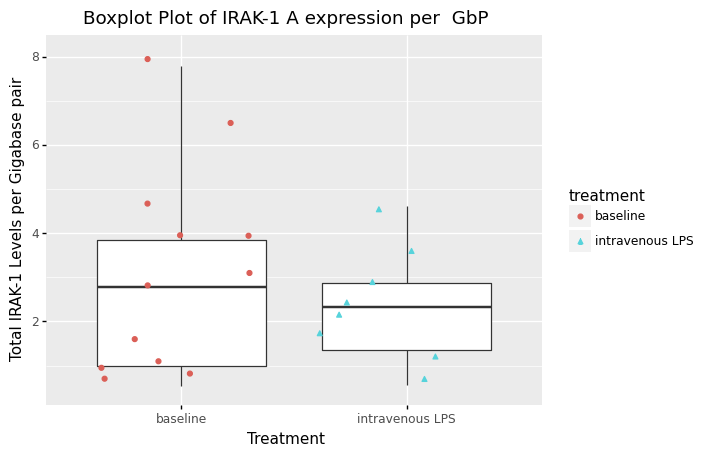 Boxplot Plot of IRAK-1 A expression per  GbP
Total IRAK-1 Levels per Gigabase pair
8
6
4
2
baseline
intravenous LPS
Treatment
treatment
baseline
intravenous LPS